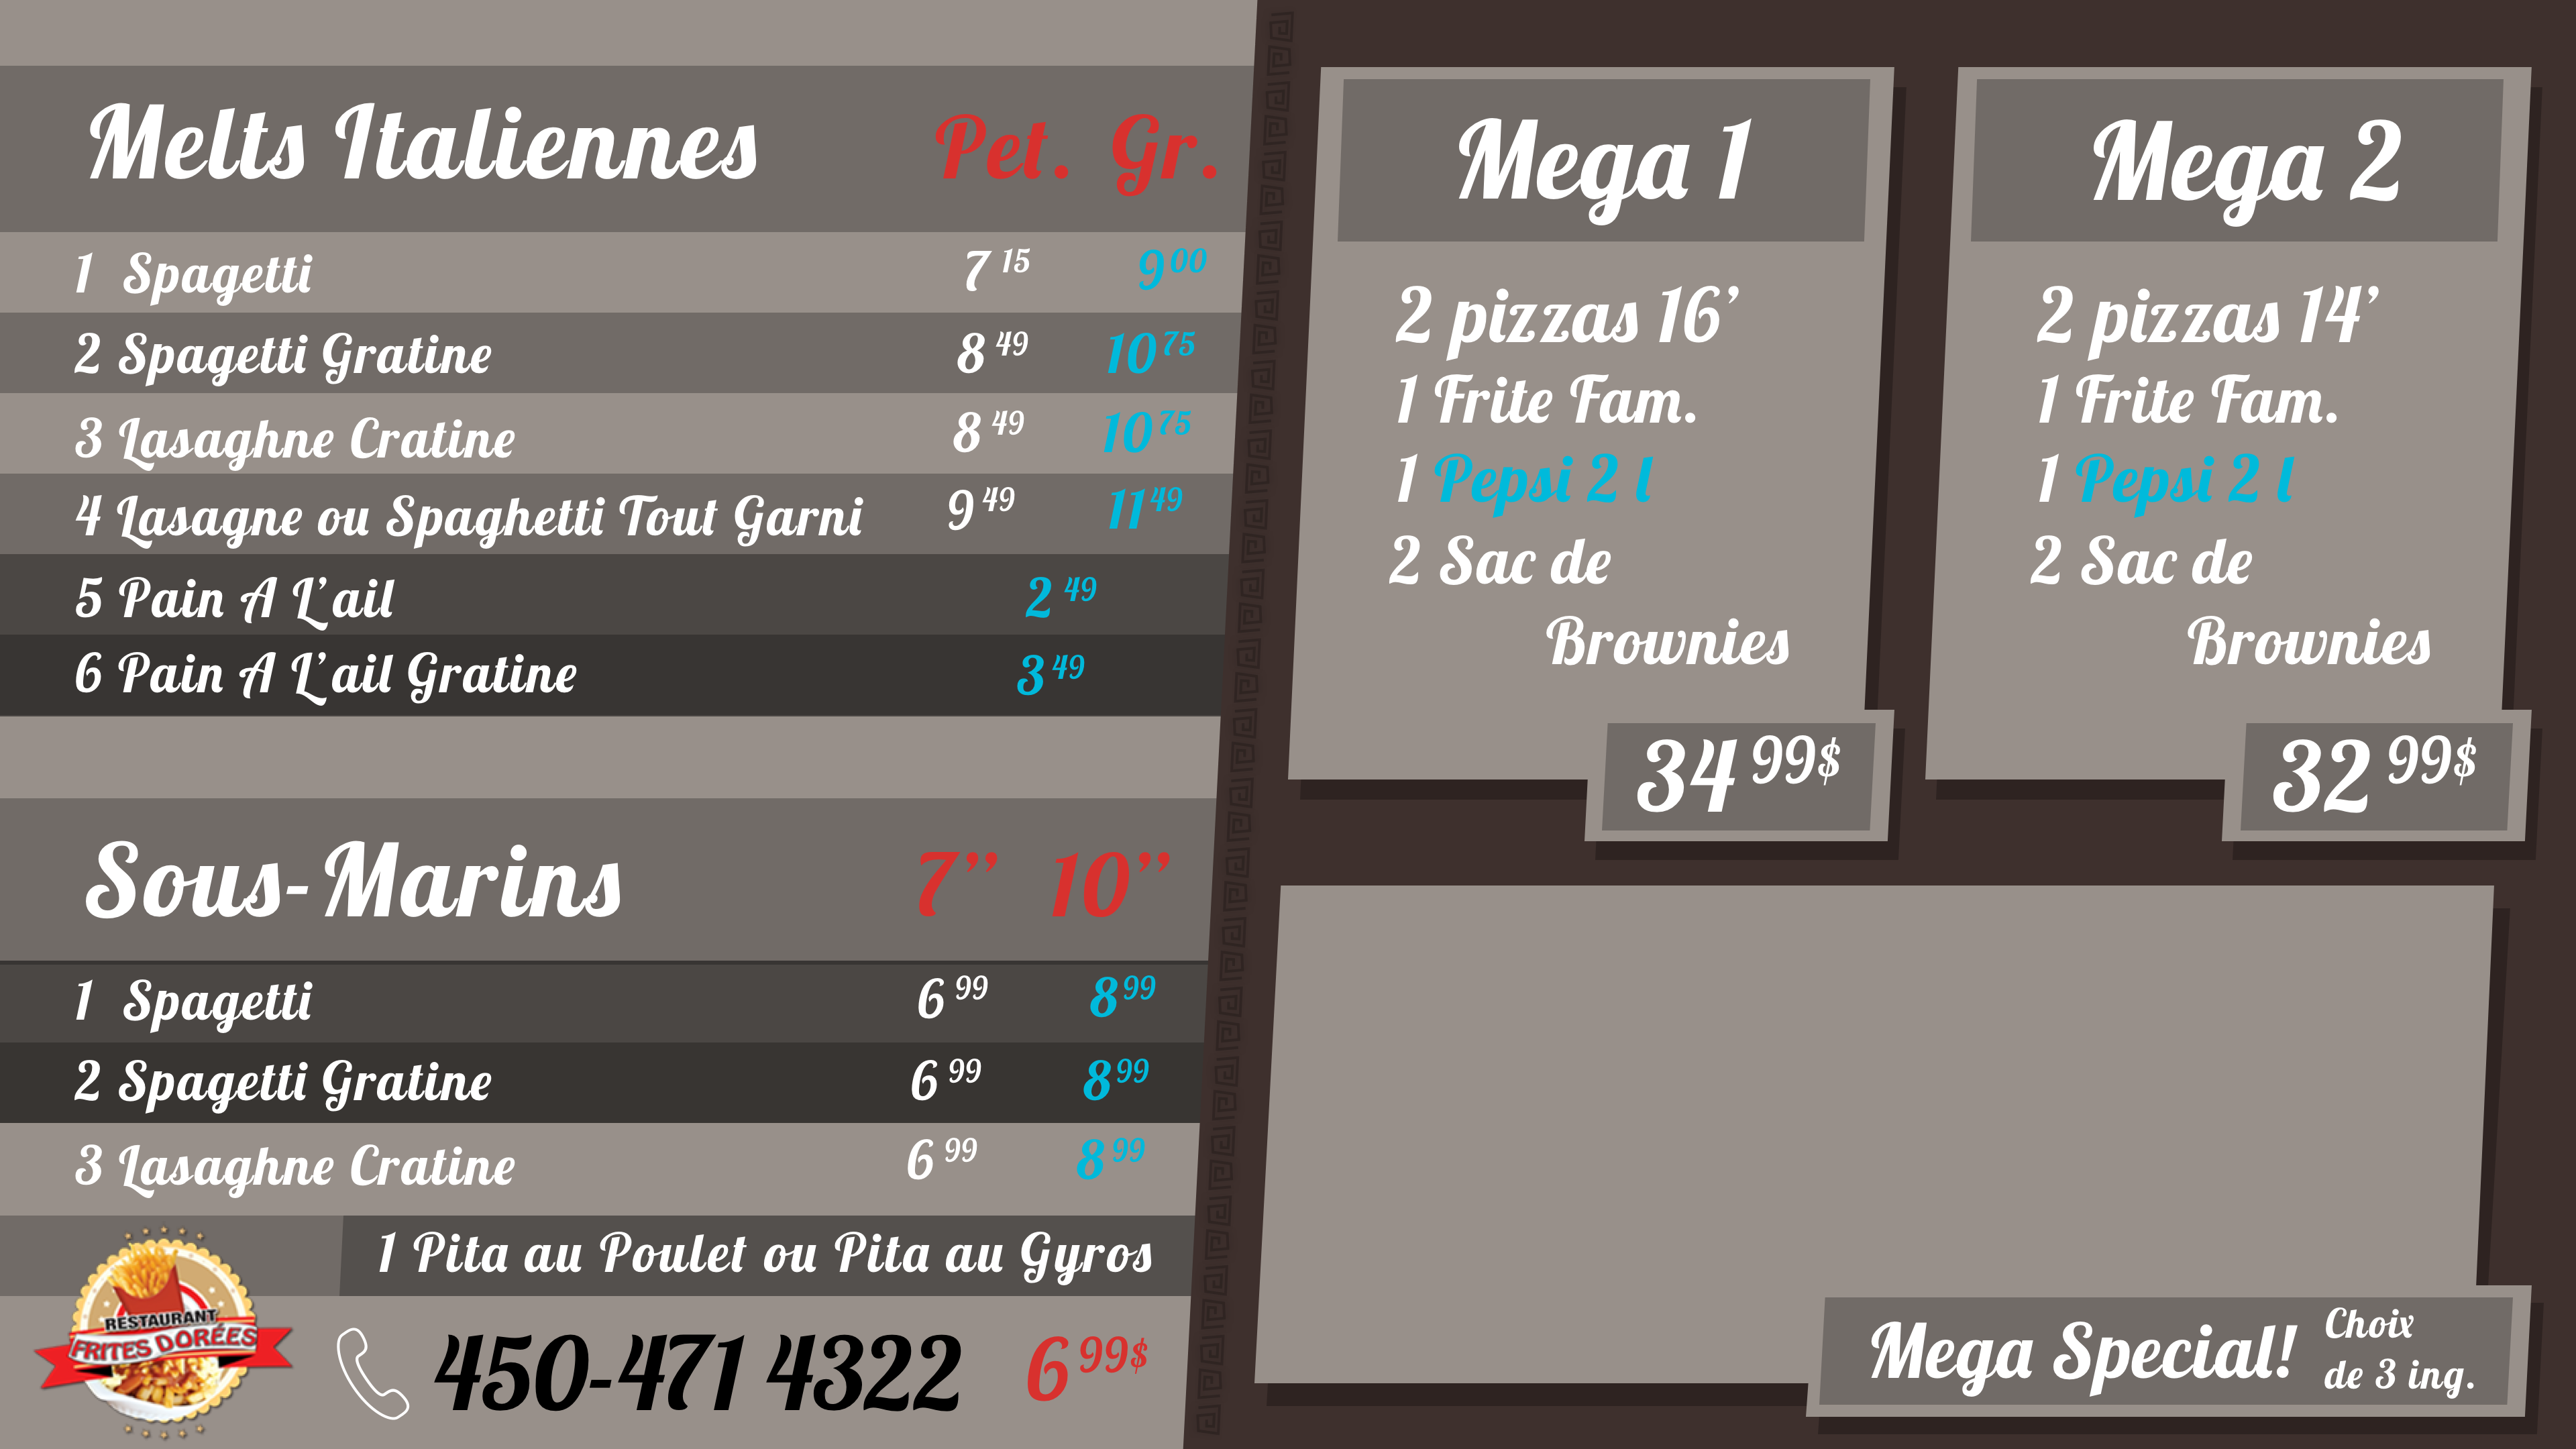 Melts Italiennes Pet. Gr.
1 Spagetti 7 15 9 00
2 Spagetti Gratine 8 49 10 75
3 Lasaghne Cratine 8 49 10 75
4 Lasagne ou Spaghetti Tout Garni 9 49 11 49
5 Pain A L'ail 2 49
6 Pain A L'ail Gratine 3 49
Sous-Marins 7’’ 10’’
1 Spagetti 6 99 8 99
2 Spagetti Gratine 6 99 8 99
3 Lasaghne Cratine 6 99 8 99
1 Pita au Poulet ou Pita au Gyros
RESTAURANT
FRITES DORÉES
450-471 4322 6 99$
Mega 1
2 pizzas 16’
1 Frite Fam.
1 Pepsi 2 l
2 Sac de
Brownies
34 99$
Mega 2
2 pizzas 14’
1 Frite Fam.
1 Pepsi 2 l
2 Sac de
Brownies
32 99$
Mega Special!
Choix
de 3 ing.